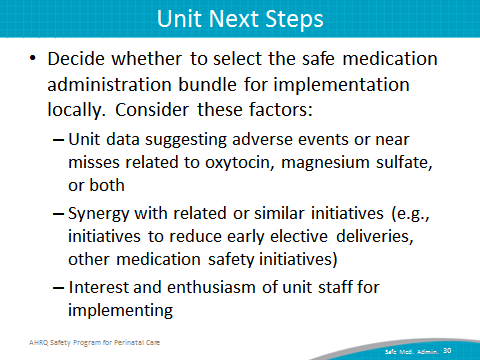 Unit Next Steps
• Decide whether to select the safe medication
administration bundle for implementation
locally. Consider these factors:
– Unit data suggesting adverse events or near
misses related to oxytocin, magnesium sulfate,
or both
– Synergy with related or similar initiatives (e.g.,
initiatives to reduce early elective deliveries,
other medication safety initiatives)
– Interest and enthusiasm of unit staff for
implementing
AHRQ Safety Program for Perinatal Care
Safe Med. Admin. 30